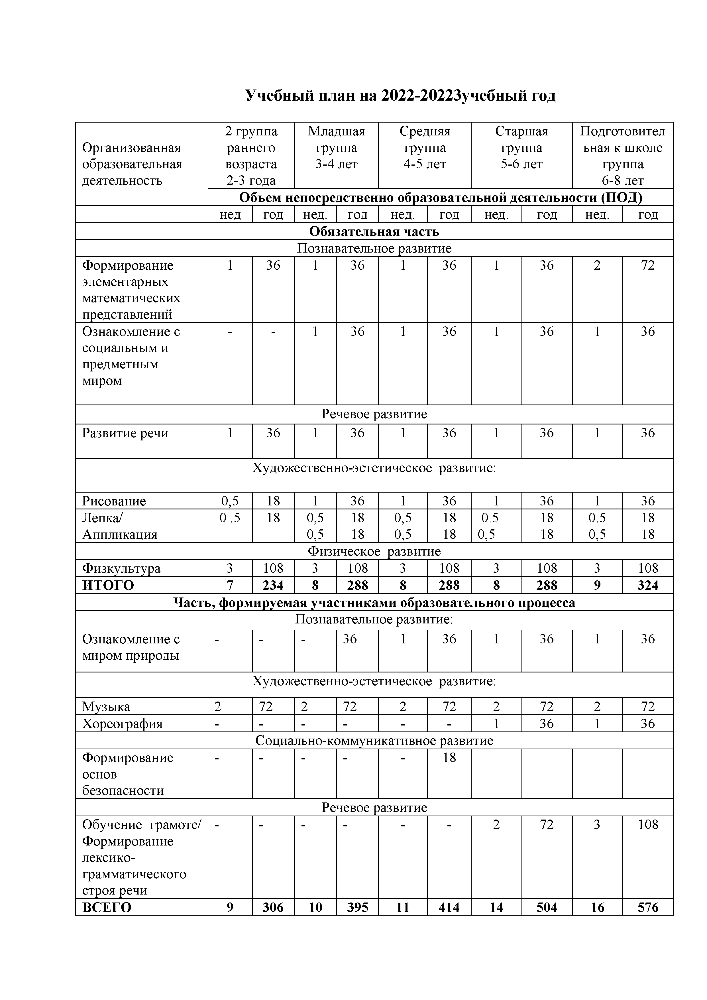 Учебный план на 2022-20223учебный год
Организованная образовательная деятельность
2 группа раннего возраста 2-3 года
Младшая группа 3-4 лет
Средняя группа 4-5 лет
Старшая группа 5-6 лет
Подготовител ьная к школе группа 6-8 лет
Объем непосредственно образовательной деятельности (НОД)
нед год нед. год нед. год нед. год нед. год
Обязательная часть
Познавательное развитие
Формирование 1 36 1 36 1 36 1 36 2 72
элементарных
математических
представлений
Ознакомление с - - 1 36 1 36 1 36 1 36
социальным и
предметным
миром
Речевое развитие
Развитие речи 1 36 1 36 1 36 1 36 1 36
Художественно-эстетическое развитие:
Рисование 0,5 18 1 36 1 36 1 36 1 36
Лепка/ 0 .5 18 0,5 18 0,5 18 0.5 18 0.5 18
Аппликация 0,5 18 0,5 18 0,5 18 0,5 18
Физическое развитие
Физкультура 3 108 3 108 3 108 3 108 3 108
ИТОГО 7 234 8 288 8 288 8 288 9 324
Часть, формируемая участниками образовательного процесса
Познавательное развитие:
Ознакомление с - - - 36 1 36 1 36 1 36
миром природы
Художественно-эстетическое развитие:
Музыка 2 72 2 72 2 72 2 72 2 72
Хореография - - - - - - 1 36 1 36
Социально-коммуникативное развитие
Формирование - - - - - 18
основ
безопасности
Речевое развитие
Обучение грамоте/ - - - - - - 2 72 3 108
Формирование
лексико-
грамматического
строя речи
ВСЕГО 9 306 10 395 11 414 14 504 16 576